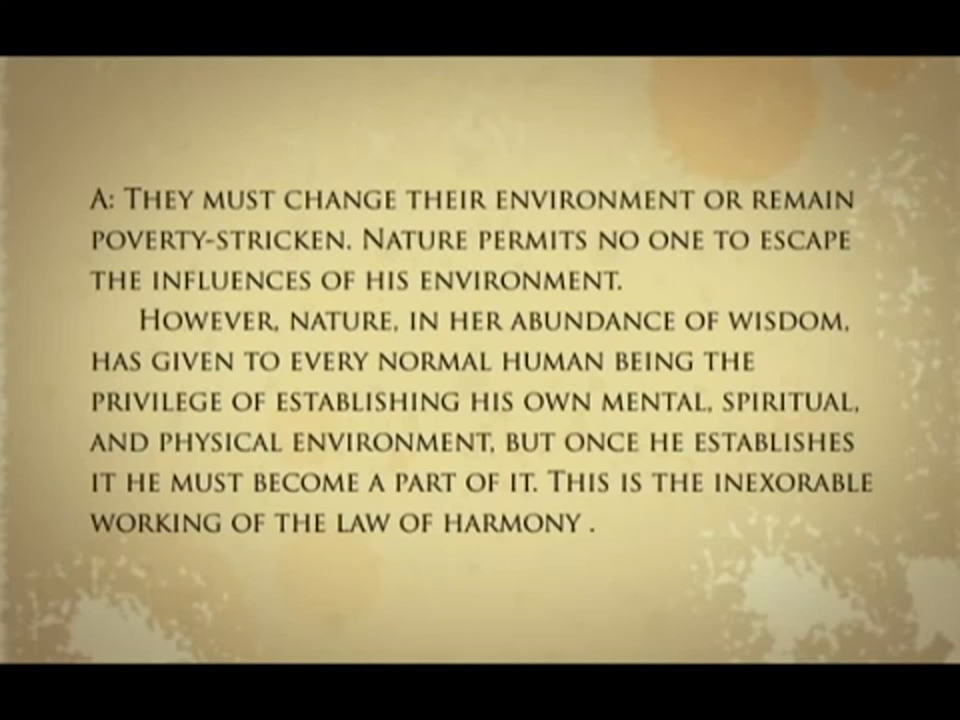 A: They must change their environment or remain
poverty-stricken. Nature permits no one to escape
the influences of his environment.
However, nature, in her abundance of wisdom,
has given to every normal human being the
privilege of establishing his own mental, spiritual,
and physical environment, but once he establishes
it he must become a part of it. This is the inexorable
working of the law of harmony .